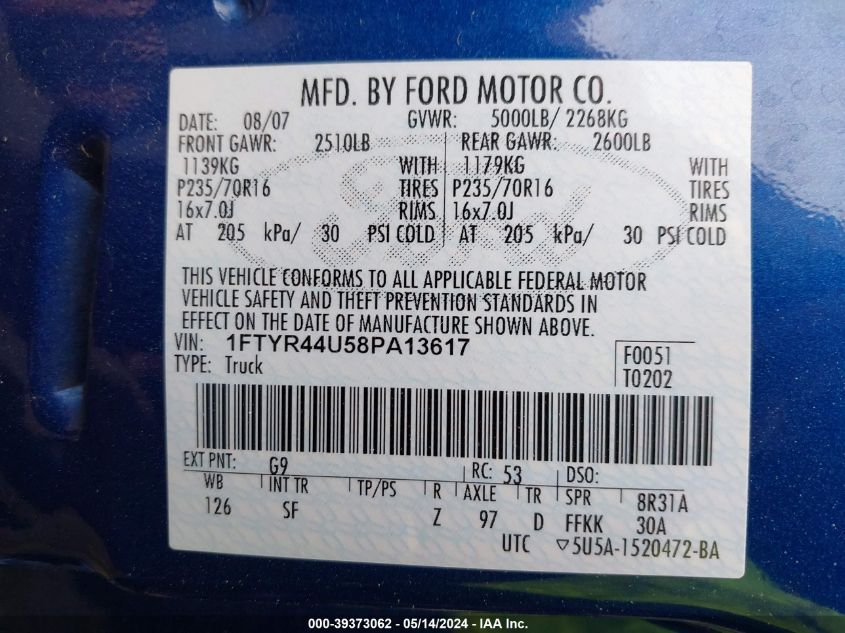 MFD. BY FORD MOTOR CO.
DATE: 08/07 GVWR: 5000LB/ 2268KG
FRONT GAWR: 2510LB REAR GAWR: 2600LB
1139KG WITH 1179KG WITH
P235/70R16 TIRES P235/70R16 TIRES
16x7.0J RIMS 16x7.0J RIMS
AT 205 kPa/ 30 PSI COLD AT 205 kPa/ 30 PSI COLD
THIS VEHICLE CONFORMS TO ALL APPLICABLE FEDERAL MOTOR
VEHICLE SAFETY AND THEFT PREVENTION STANDARDS IN
EFFECT ON THE DATE OF MANUFACTURE SHOWN ABOVE.
VIN: 1FTYR44U58PA13617 F0051
TYPE: Truck T0202
EXT PNT: G9 RC: 53 DSO:
WB INT TR TP/PS R AXLE TR SPR 8R31A
126 SF Z 97 D FFKK 30A
UTC ▽5U5A-1520472-BA
000-39373062 - 05/14/2024 - IAA Inc.